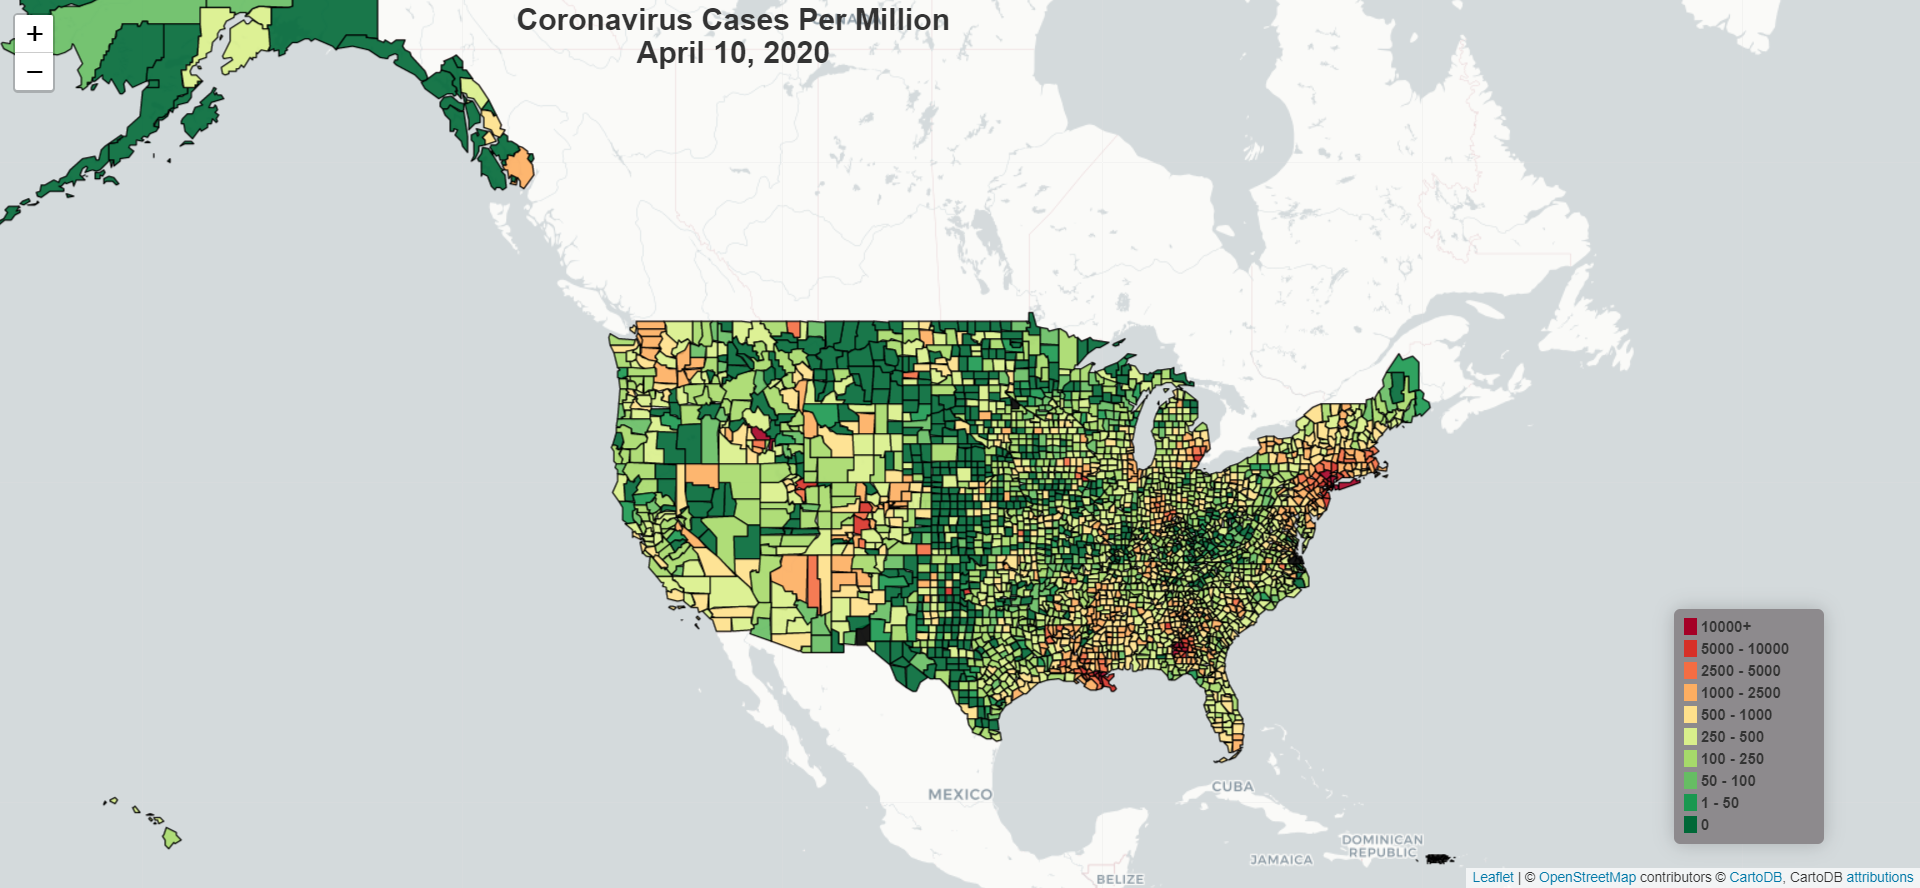 +
−
Coronavirus Cases Per Million
April 10, 2020
CANADA
MEXICO
CUBA
DOMINICAN
REPUBLIC
JAMAICA
BELIZE
10000+
5000 - 10000
2500 - 5000
1000 - 2500
500 - 1000
250 - 500
100 - 250
50 - 100
1 - 50
0
Leaflet | © OpenStreetMap contributors © CartoDB, CartoDB attributions